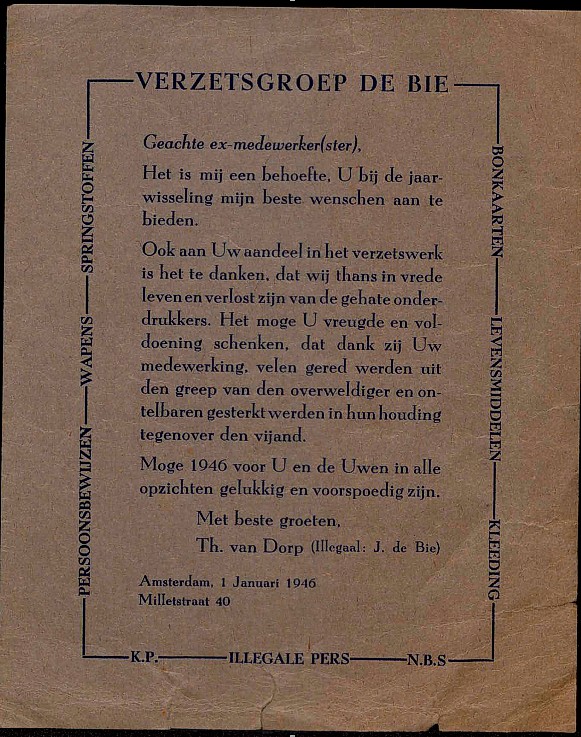 VERZETSGROEP DE BIE
Geachte ex-medewerker(ster),
Het is mij een behoefte, U bij de jaar-
wisseling mijn beste wenschen aan te
bieden.
Ook aan Uw aandeel in het verzetswerk
is het te danken, dat wij thans in vrede
leven en verlost zijn van de gehate onder-
drukkers. Het moge U vreugde en vol-
doening schenken, dat dank zij Uw
medewerking, velen gered werden uit
den greep van den overweldiger en on-
telbaren gesterkt werden in hun houding
tegenover den vijand.
Moge 1946 voor U en de Uwen in alle
opzichten gelukkig en voorspoedig zijn.
Met beste groeten,
Th. van Dorp (Illegaal: J. de Bie)
Amsterdam, 1 Januari 1946
Milletstraat 40
PERSOONSBEWIJZEN WAPENS SPRINGSTOFFEN
BONKAARTEN LEVENSMIDDELEN KLEEDING
K.P. ILLEGALE PERS N.B.S